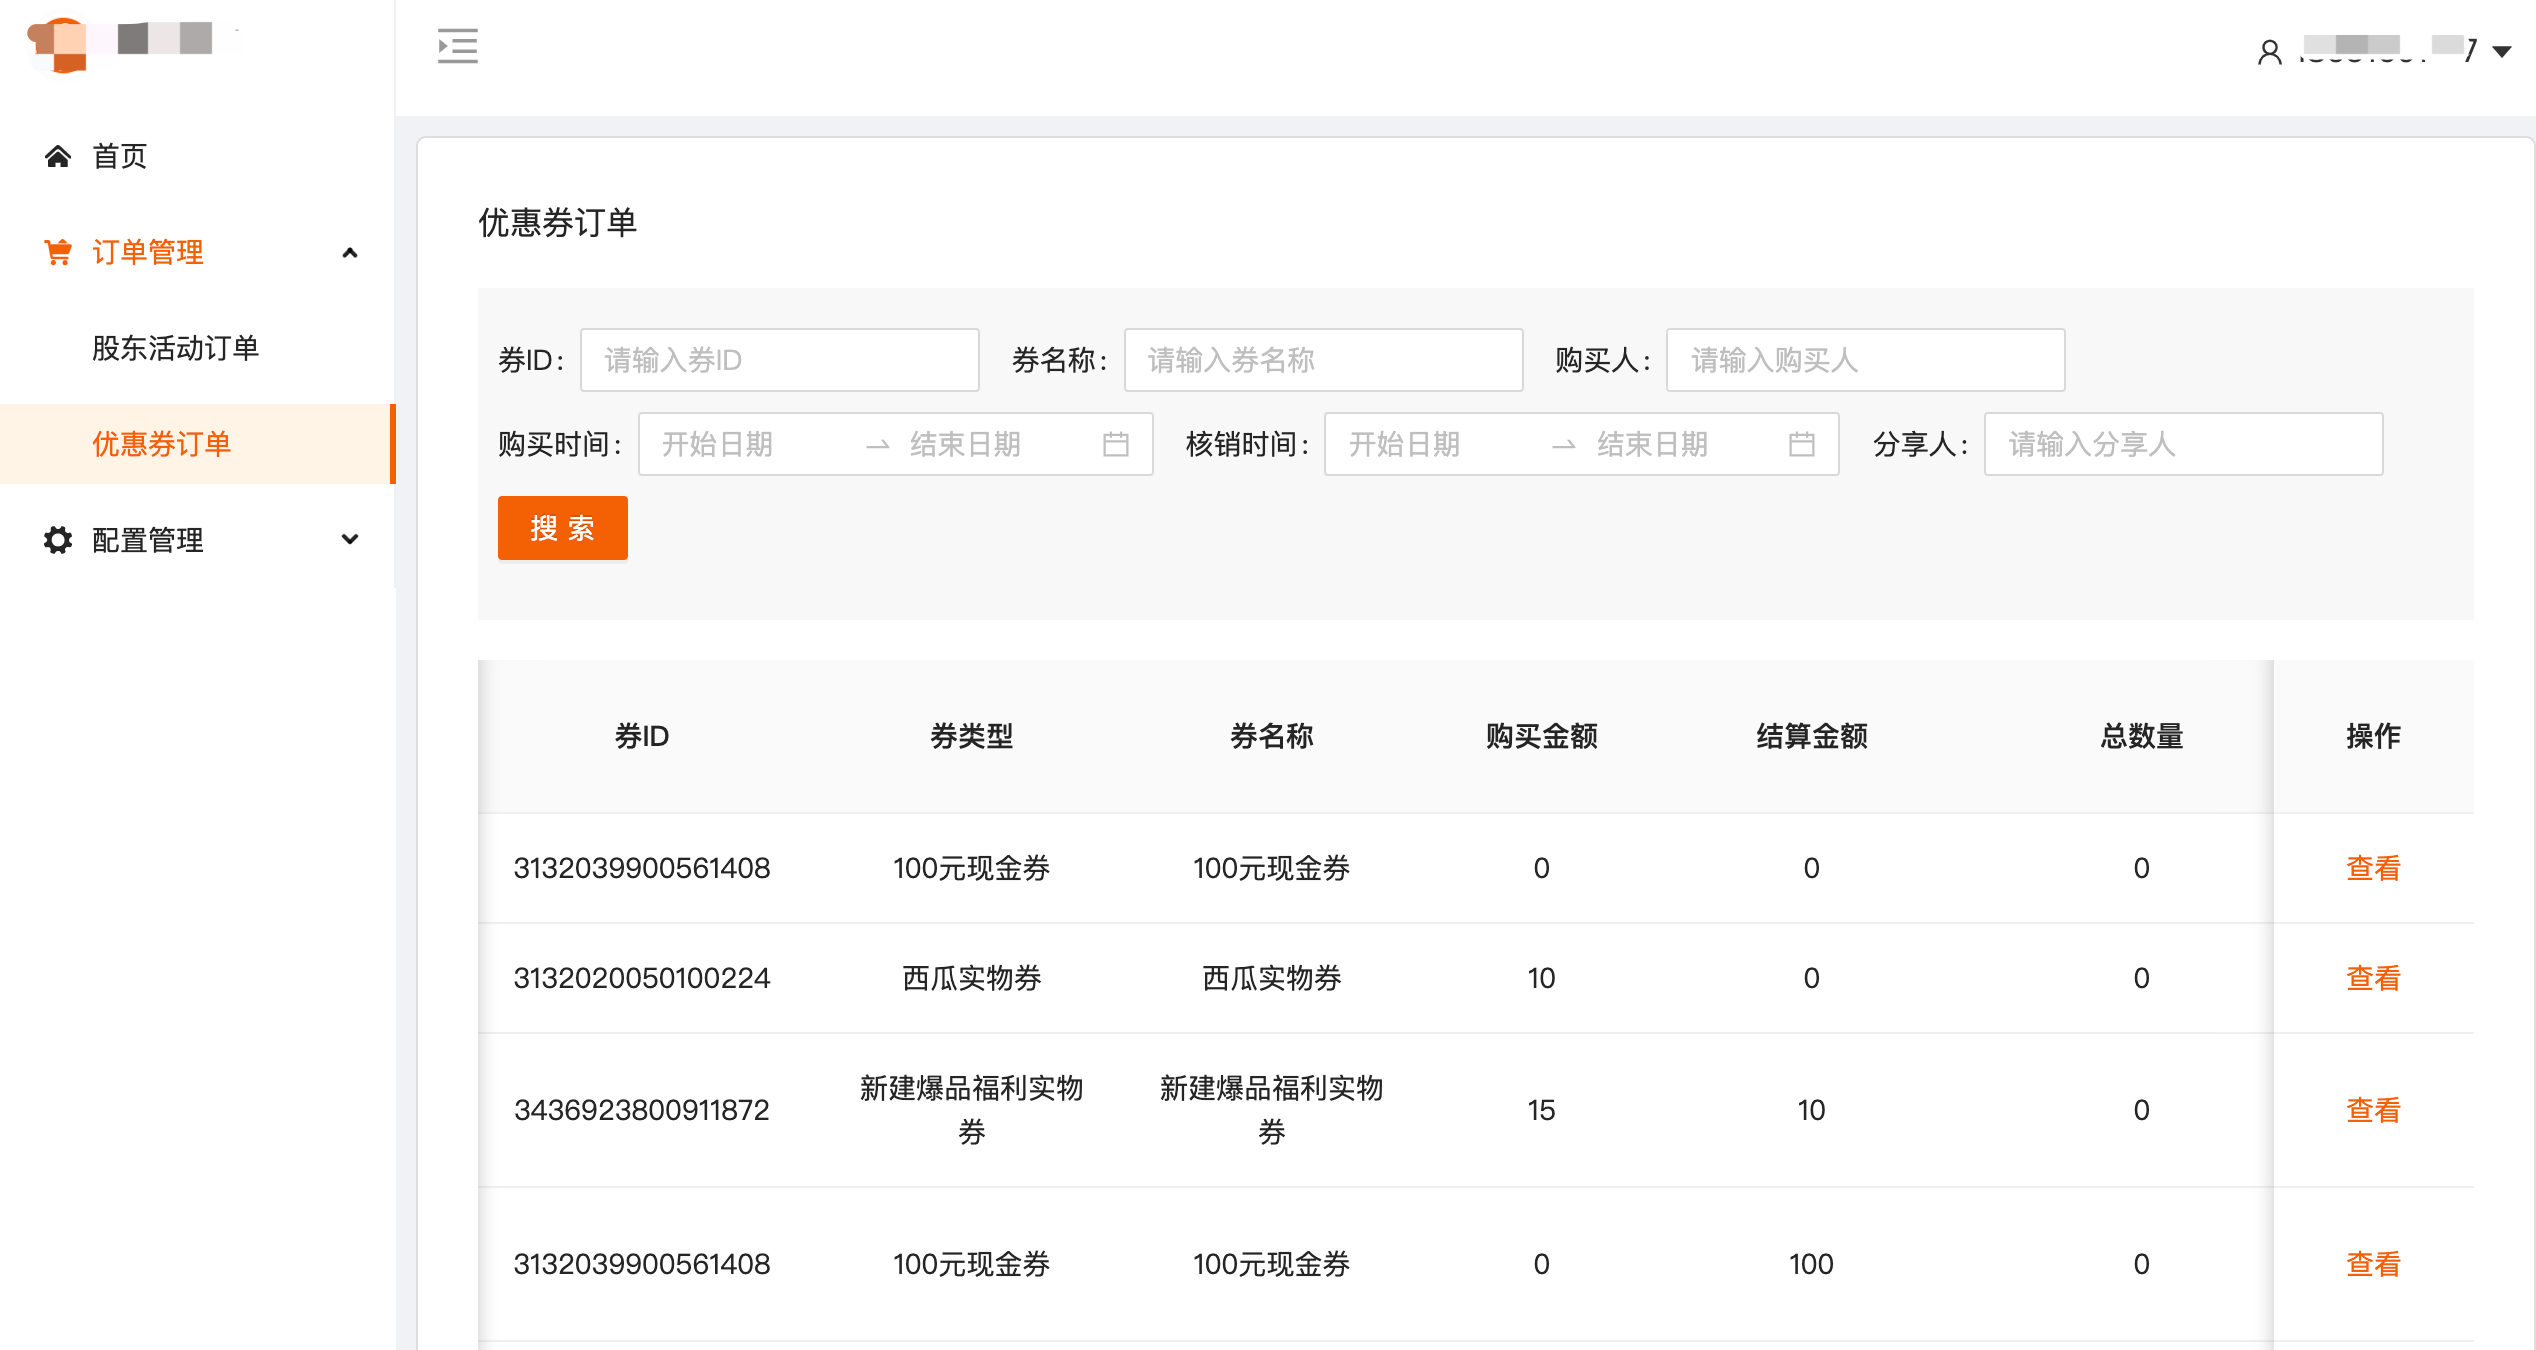 首页
订单管理
股东活动订单
优惠券订单
配置管理
优惠券订单
券ID: 请输入券ID 券名称: 请输入券名称 购买人: 请输入购买人
购买时间: 开始日期 → 结束日期 核销时间: 开始日期 → 结束日期 分享人: 请输入分享人
搜 索
券ID 券类型 券名称 购买金额 结算金额 总数量 操作
3132039900561408 100元现金券 100元现金券 0 0 0 查看
3132020050100224 西瓜实物券 西瓜实物券 10 0 0 查看
3436923800911872 新建爆品福利实物券 新建爆品福利实物券 15 10 0 查看
3132039900561408 100元现金券 100元现金券 0 100 0 查看